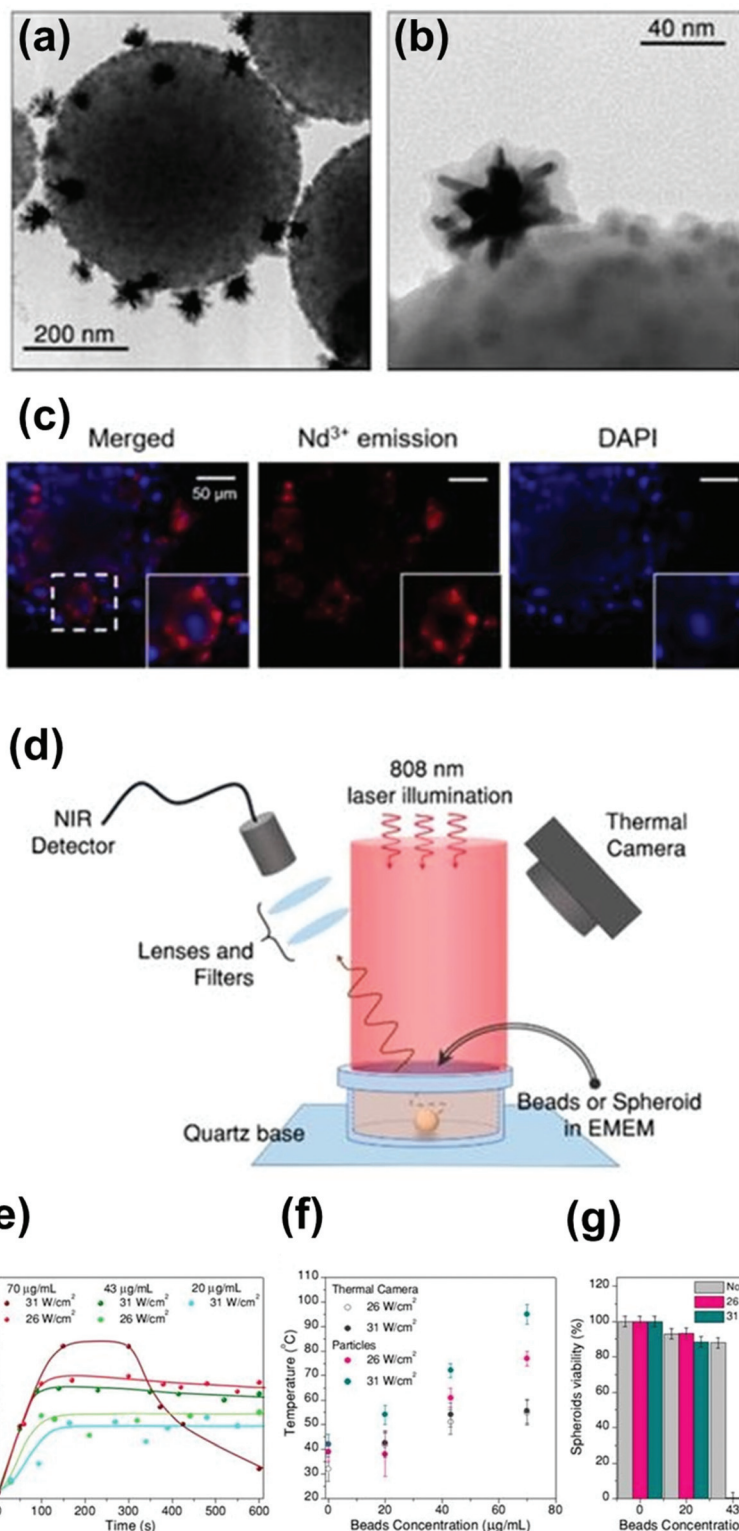 (a)
200 nm
(b)
40 nm
(c)
Merged
Nd³⁺ emission
DAPI
50 µm
(d)
808 nm
laser illumination
NIR
Detector
Thermal
Camera
Lenses and
Filters
Beads or Spheroid
in EMEM
Quartz base
e)
70 µg/mL 43 µg/mL 20 µg/mL
31 W/cm² 31 W/cm² 31 W/cm²
26 W/cm² 26 W/cm²
0 100 200 300 400 500 600
Time (s)
(f)
Thermal Camera
26 W/cm²
31 W/cm²
Particles
26 W/cm²
31 W/cm²
110
100
90
80
70
60
50
40
30
20
Temperature (°C)
0 20 40 60 80
Beads Concentration (µg/mL)
(g)
No
26
31
120
100
80
60
40
20
0
Spheroids viability (%)
0 20 43
Beads Concentration